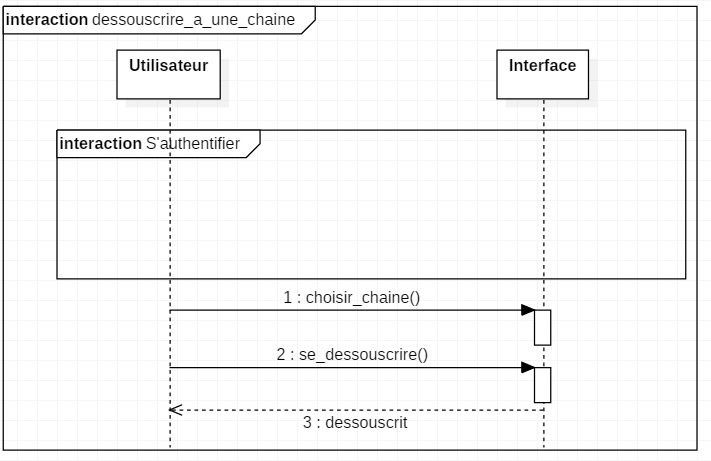 interaction dessouscrire_a_une_chaine
Utilisateur
Interface
interaction S'authentifier
1 : choisir_chaine()
2 : se_dessouscrire()
3 : dessouscrit